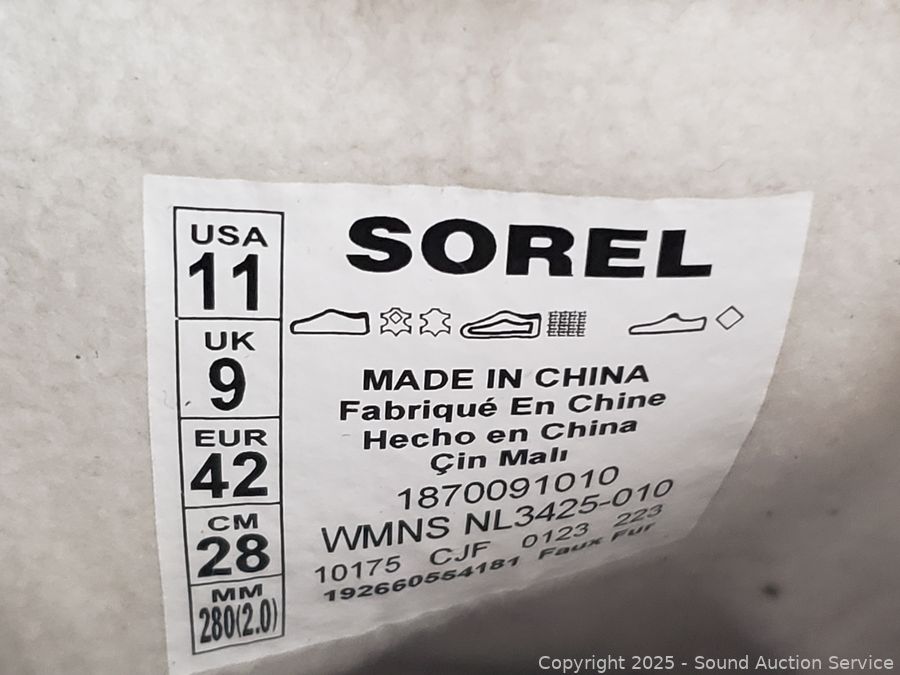 USA
11
UK
9
EUR
42
CM
28
MM
280(2.0)
SOREL
MADE IN CHINA
Fabriqué En Chine
Hecho en China
Çin Malı
1870091010
WMNS NL3425-010
10175 CJF 0123 223
192660554181 Faux Fur
Copyright 2025 - Sound Auction Service